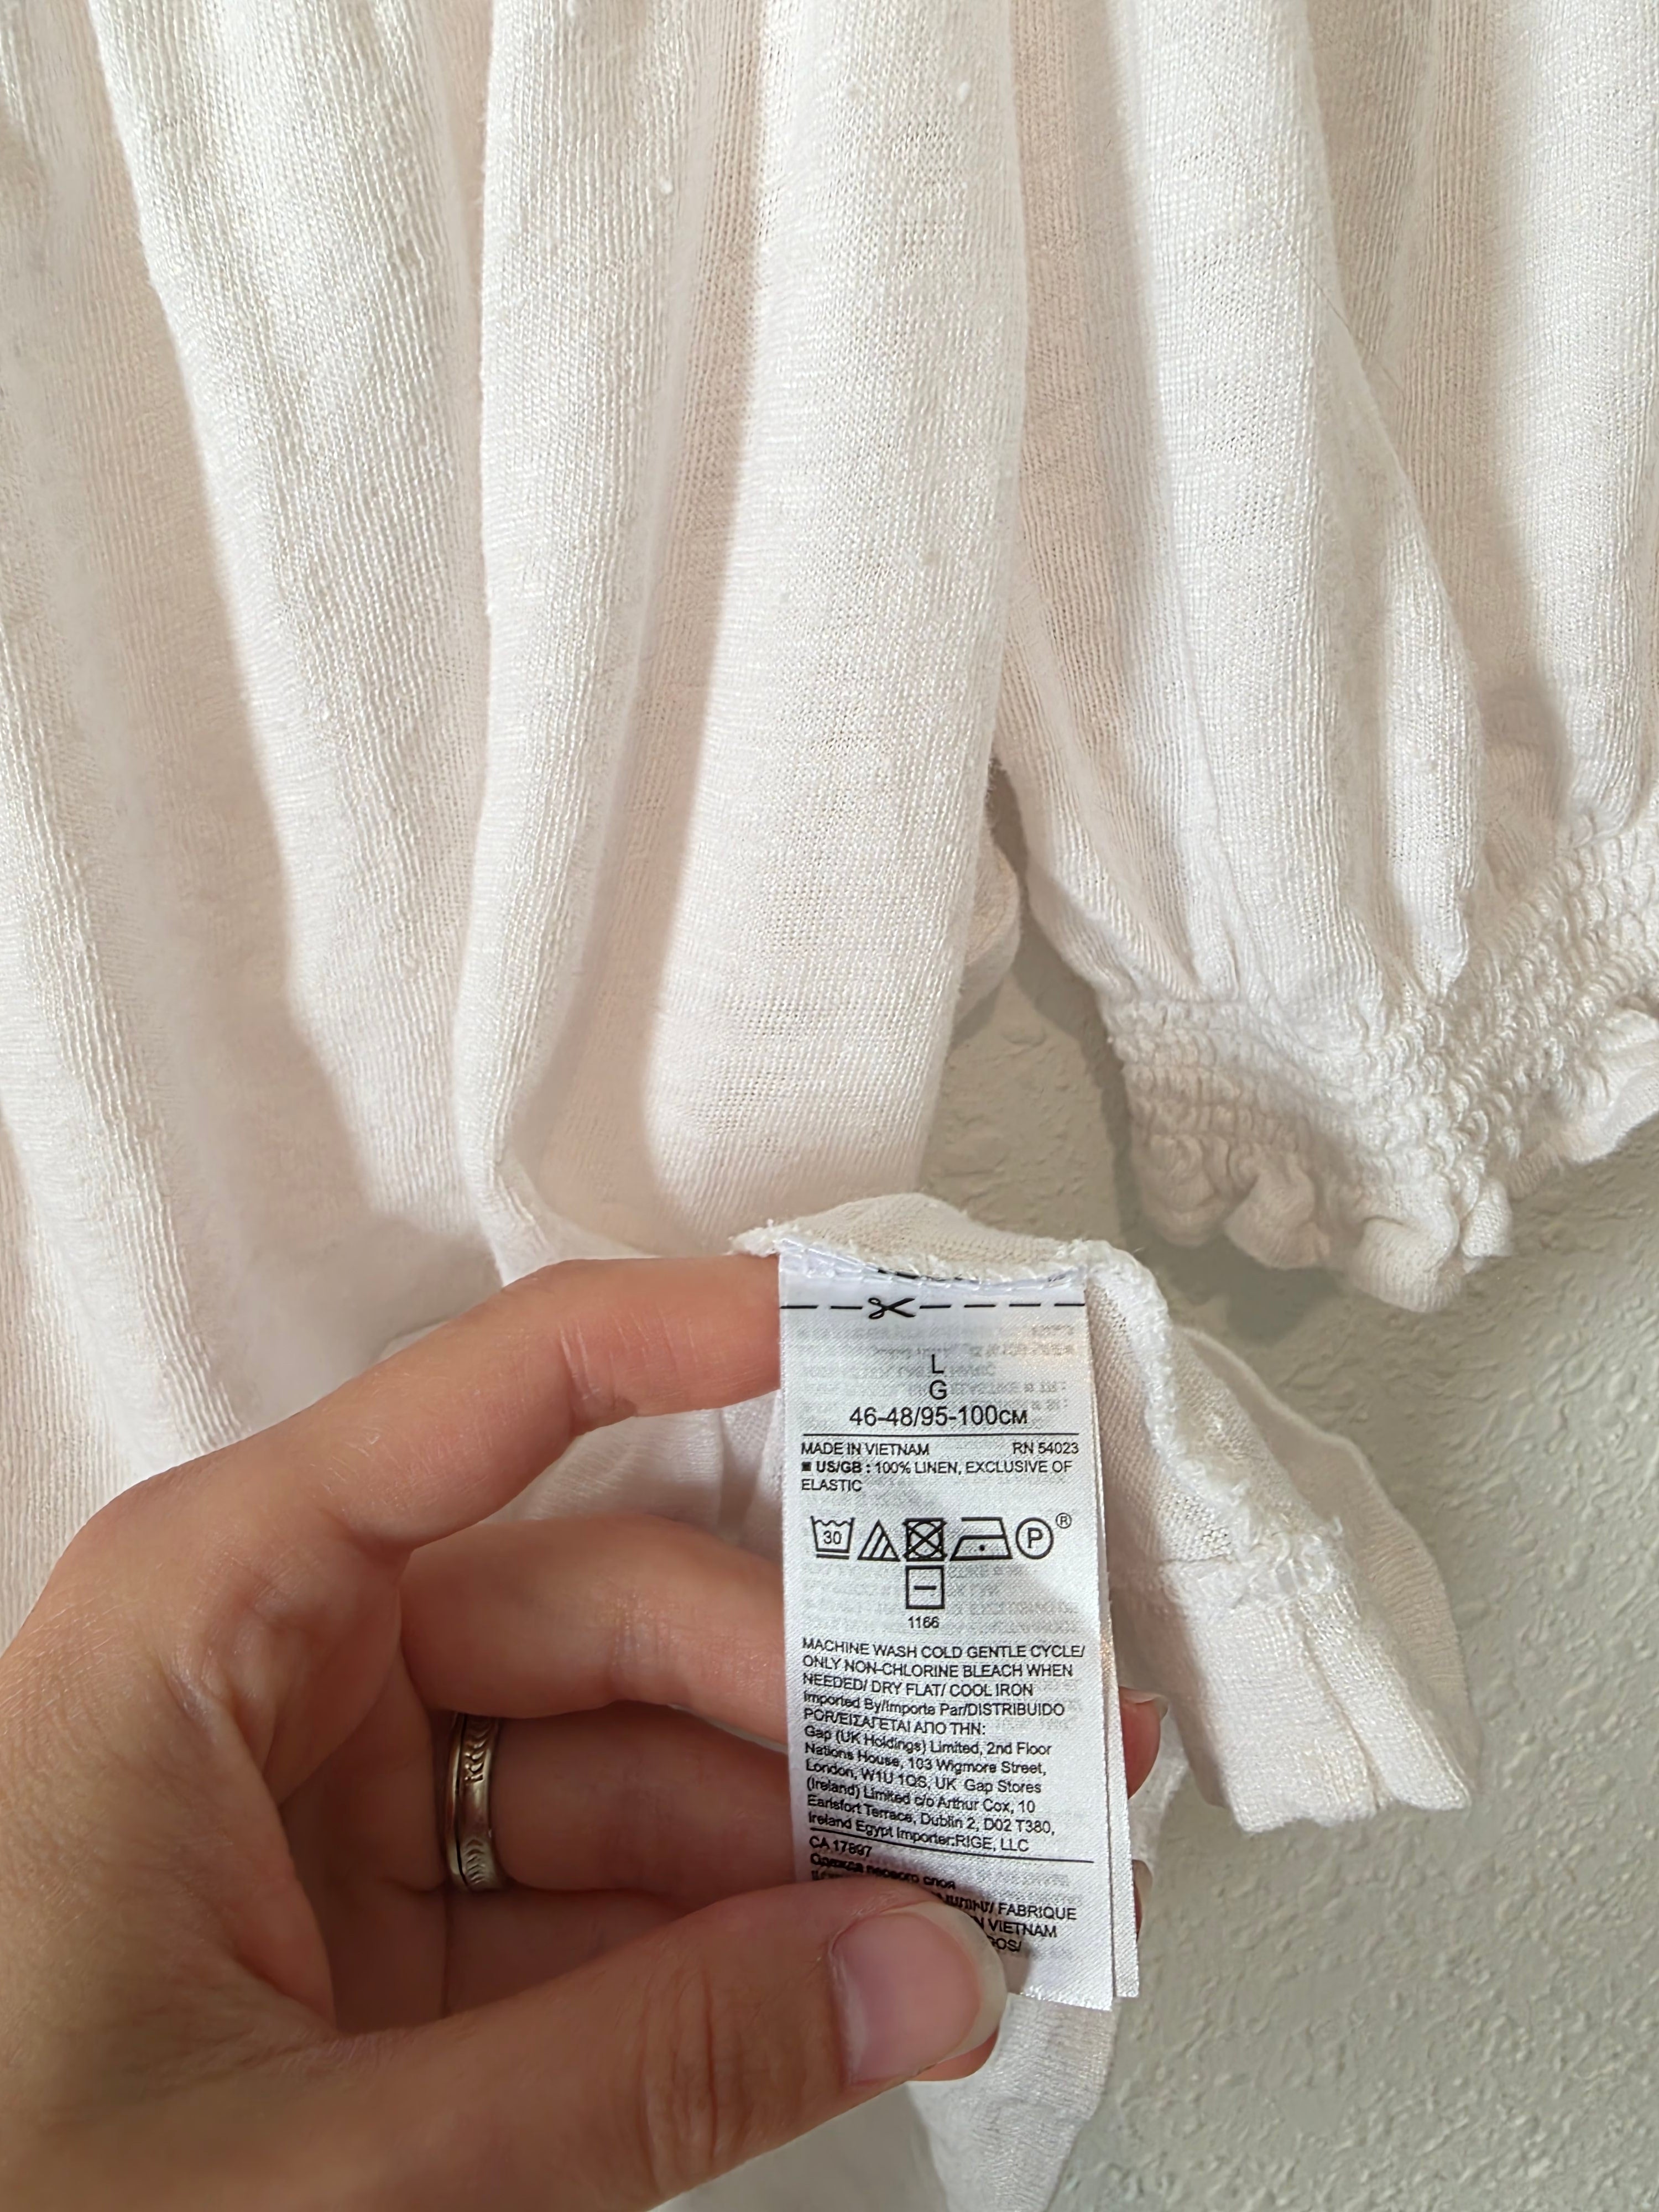 L
G
46-48/95-100CM
MADE IN VIETNAM RN 54023
US/GB : 100% LINEN, EXCLUSIVE OF
ELASTIC
30 P ®
1166
MACHINE WASH COLD GENTLE CYCLE/
ONLY NON-CHLORINE BLEACH WHEN
NEEDED/ DRY FLAT/ COOL IRON
Imported By/Importe Par/DISTRIBUIDO
POR/ΕΙΣΑΓΕΤΑΙ ΑΠΟ ΤΗΝ:
Gap (UK Holdings) Limited, 2nd Floor
Nations House, 103 Wigmore Street,
London, W1U 1QS, UK Gap Stores
(Ireland) Limited c/o Arthur Cox, 10
Earlsfort Terrace, Dublin 2, D02 T380,
Ireland Egypt Importer:RIGE, LLC
CA 17897
Одежда первого слоя
FABRIQUE
VIETNAM